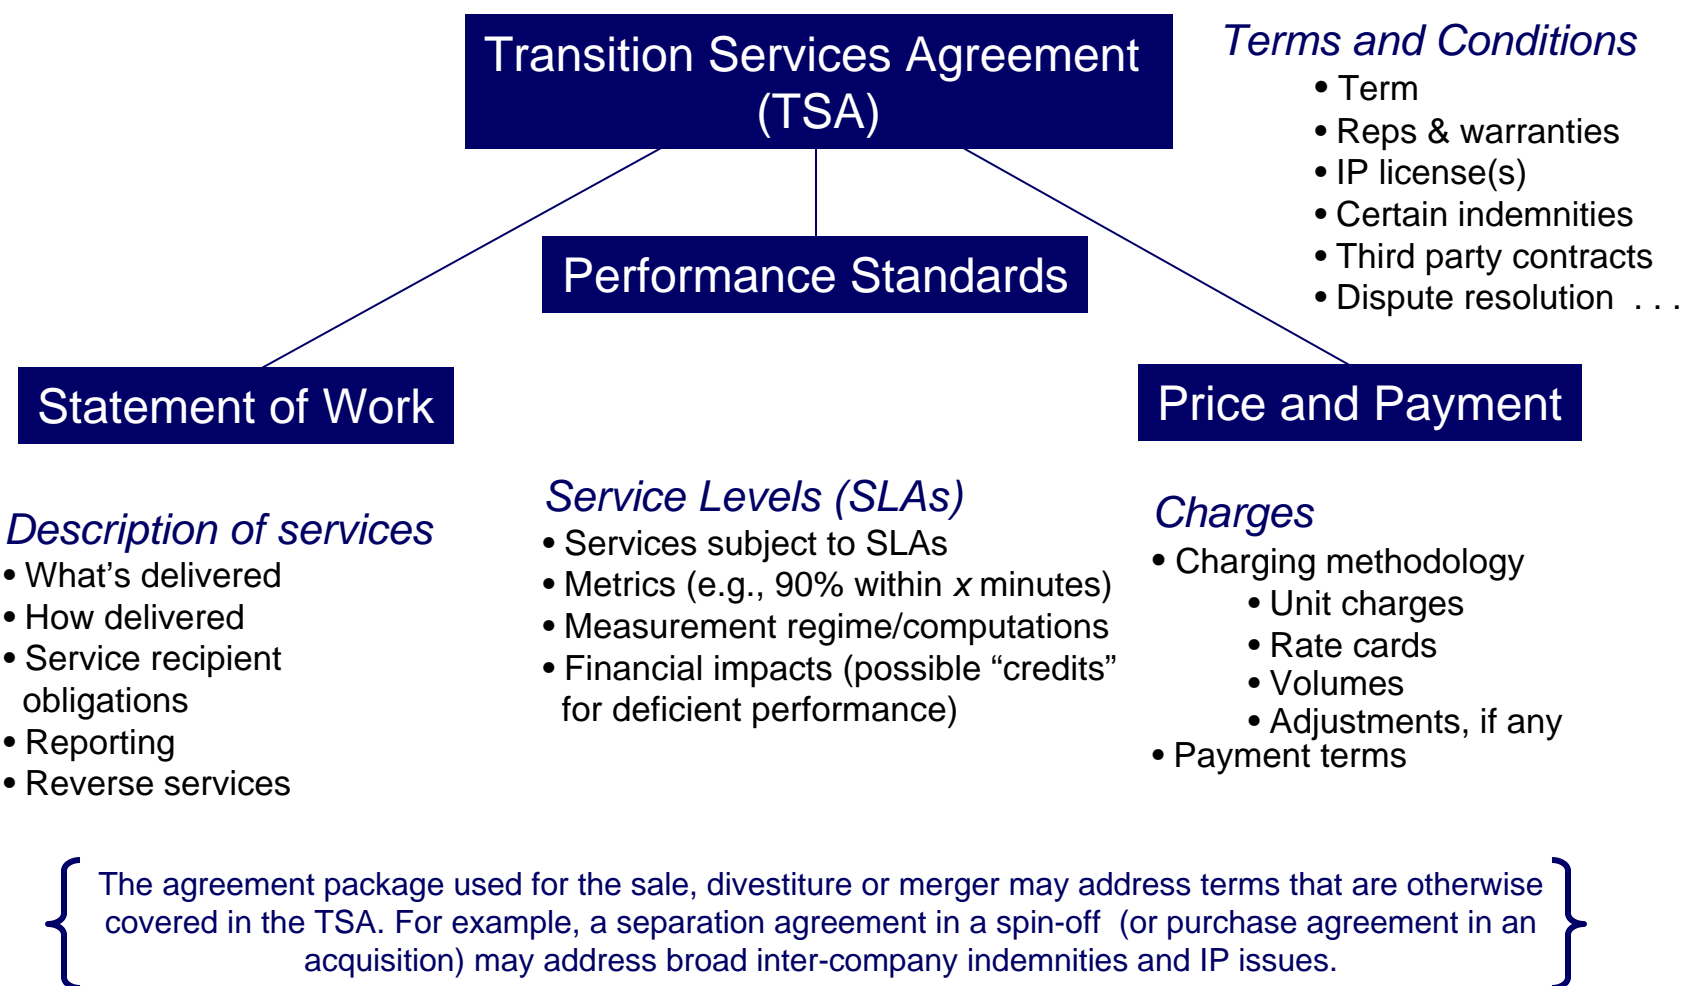 Transition Services Agreement
(TSA)
Terms and Conditions
• Term
• Reps & warranties
• IP license(s)
• Certain indemnities
• Third party contracts
• Dispute resolution . . .
Performance Standards
Statement of Work
Price and Payment
Description of services
• What's delivered
• How delivered
• Service recipient
obligations
• Reporting
• Reverse services
Service Levels (SLAs)
• Services subject to SLAs
• Metrics (e.g., 90% within x minutes)
• Measurement regime/computations
• Financial impacts (possible “credits”
for deficient performance)
Charges
• Charging methodology
• Unit charges
• Rate cards
• Volumes
• Adjustments, if any
• Payment terms
The agreement package used for the sale, divestiture or merger may address terms that are otherwise
covered in the TSA. For example, a separation agreement in a spin-off (or purchase agreement in an
acquisition) may address broad inter-company indemnities and IP issues.